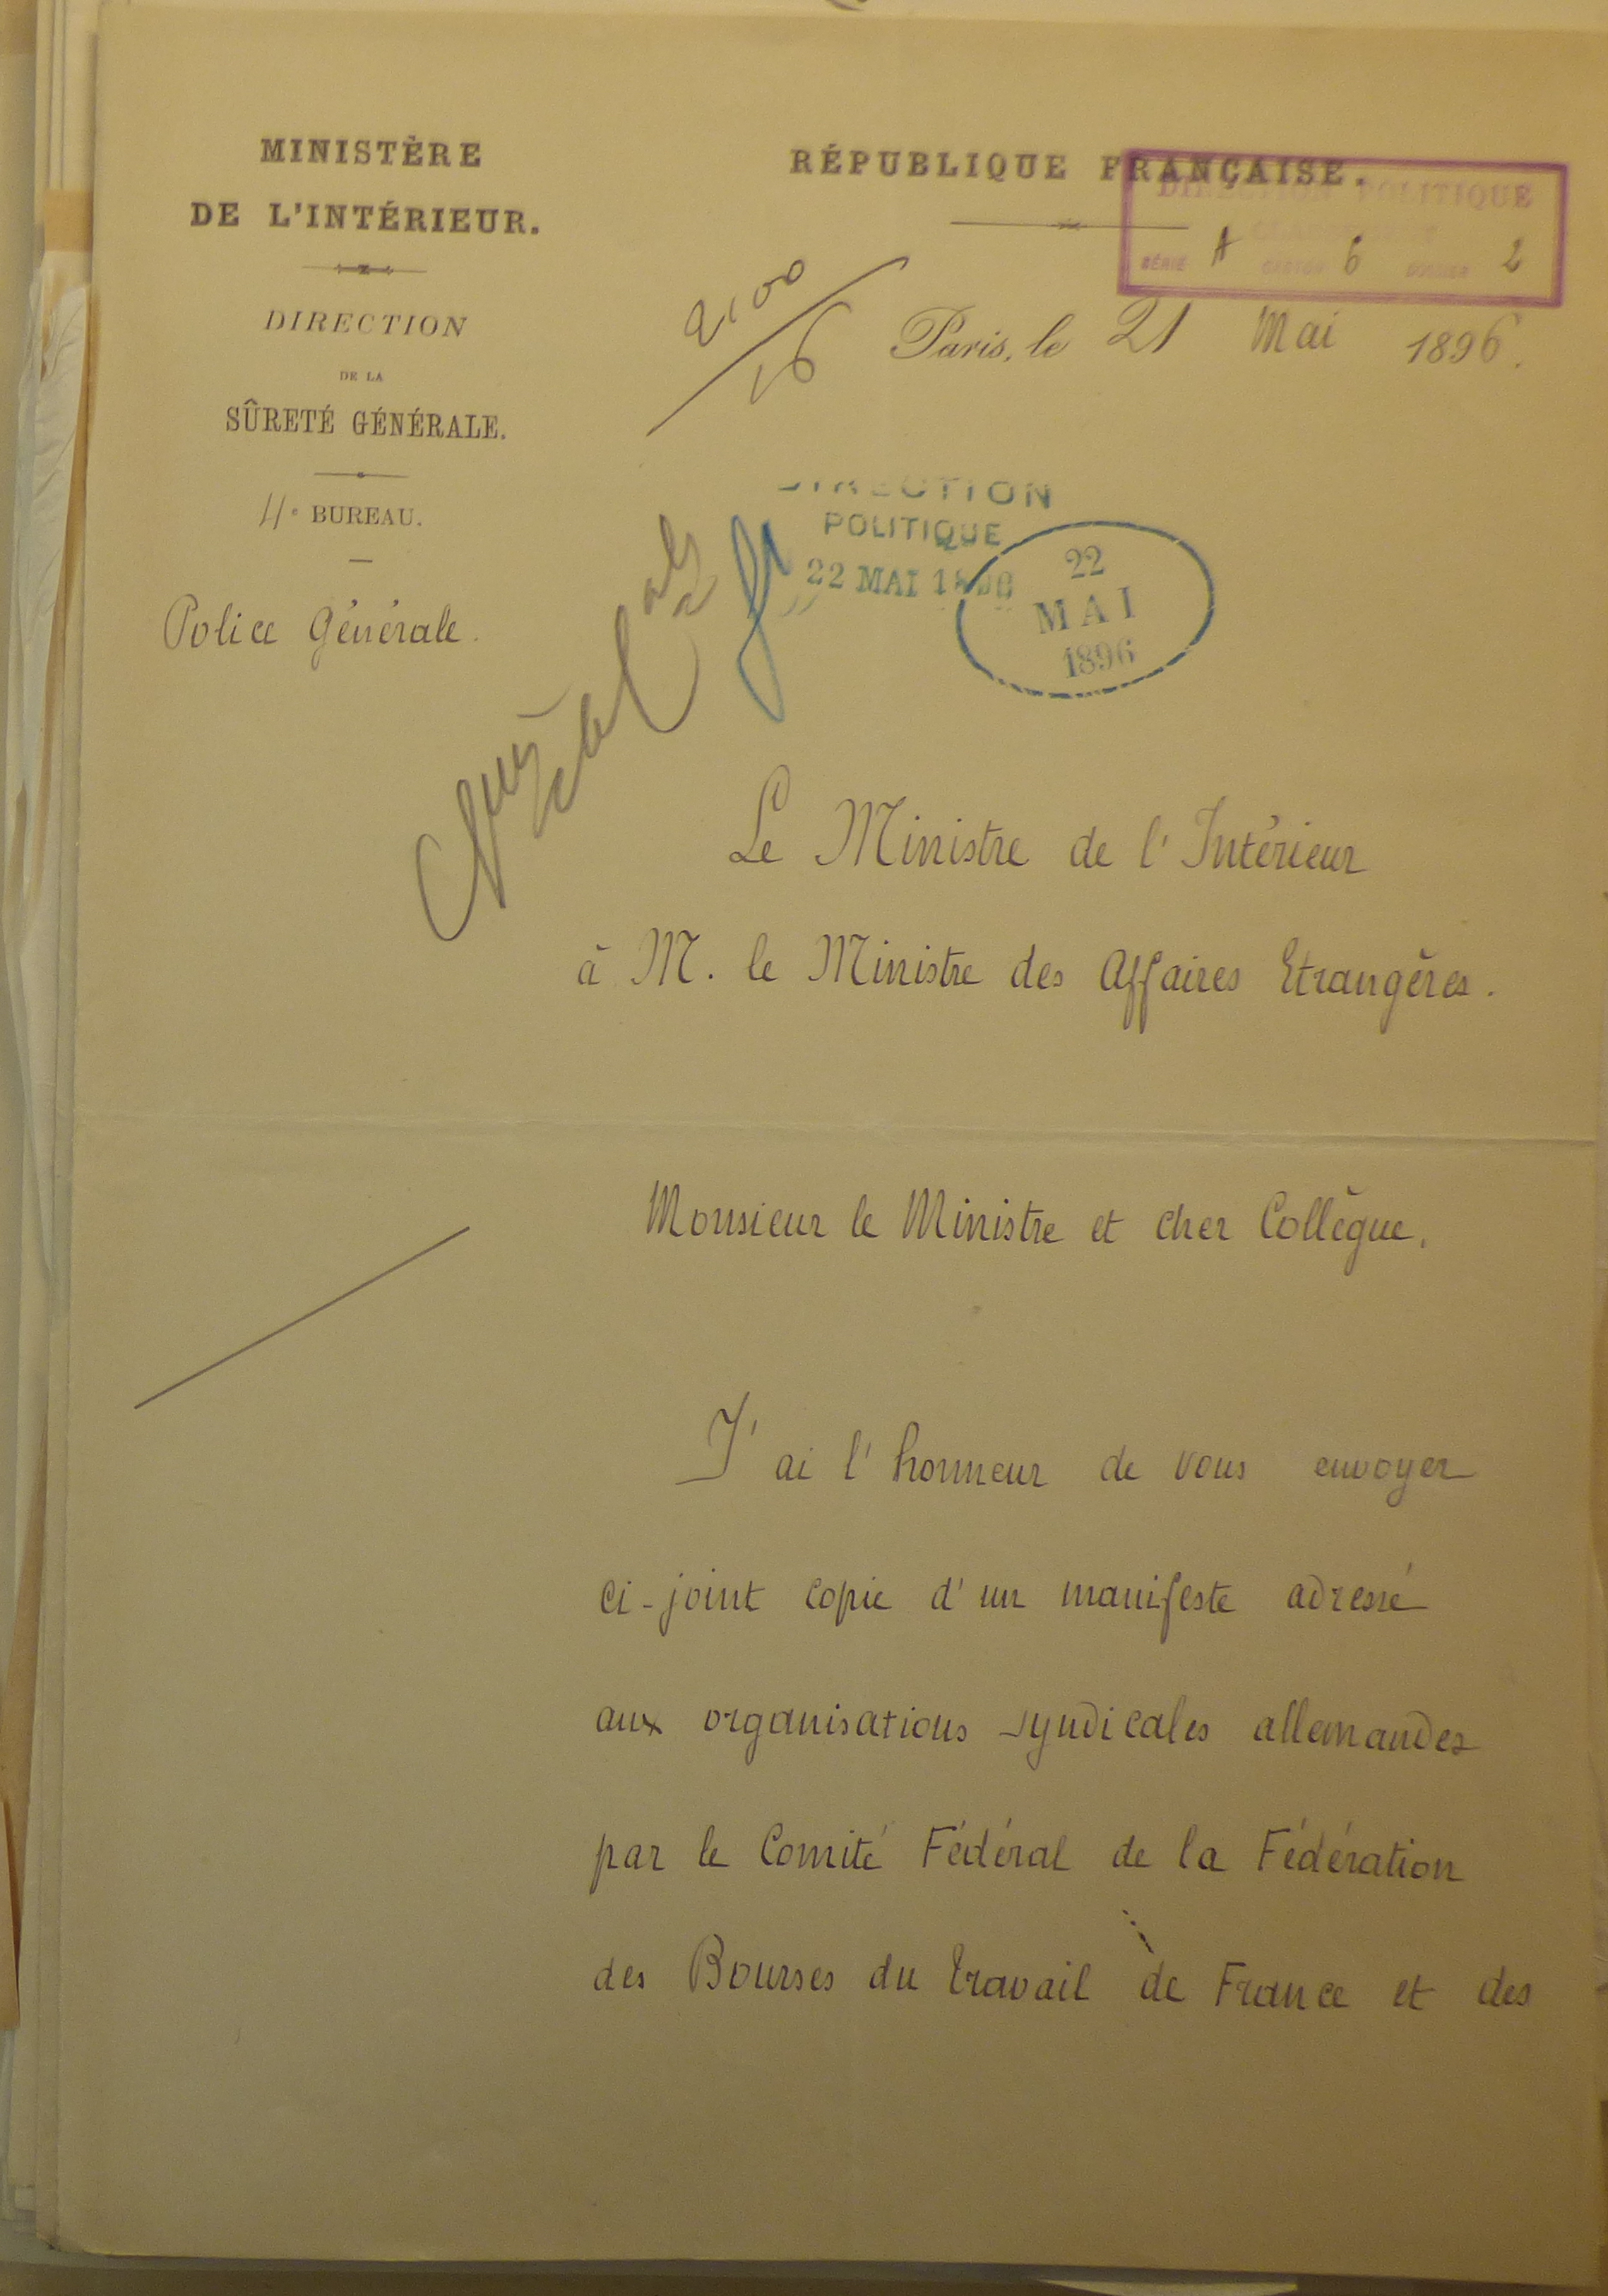 MINISTÈRE
DE L'INTÉRIEUR.
DIRECTION
DE LA
SÛRETÉ GÉNÉRALE.
4e BUREAU.
Police Générale.
RÉPUBLIQUE FRANÇAISE.
DIRECTION POLITIQUE
SÉRIE A CARTON 6 DOSSIER 2
Paris, le 21 Mai 1896.
DIRECTION
POLITIQUE
22 MAI 1896
22
MAI
1896
Le Ministre de l'Intérieur
à M. le Ministre des Affaires Etrangères.
Monsieur le Ministre et cher Collègue,
J'ai l'honneur de vous envoyer
ci-joint copie d'un manifeste adressé
aux organisations syndicales allemandes
par le Comité Fédéral de la Fédération
des Bourses du travail de France et des